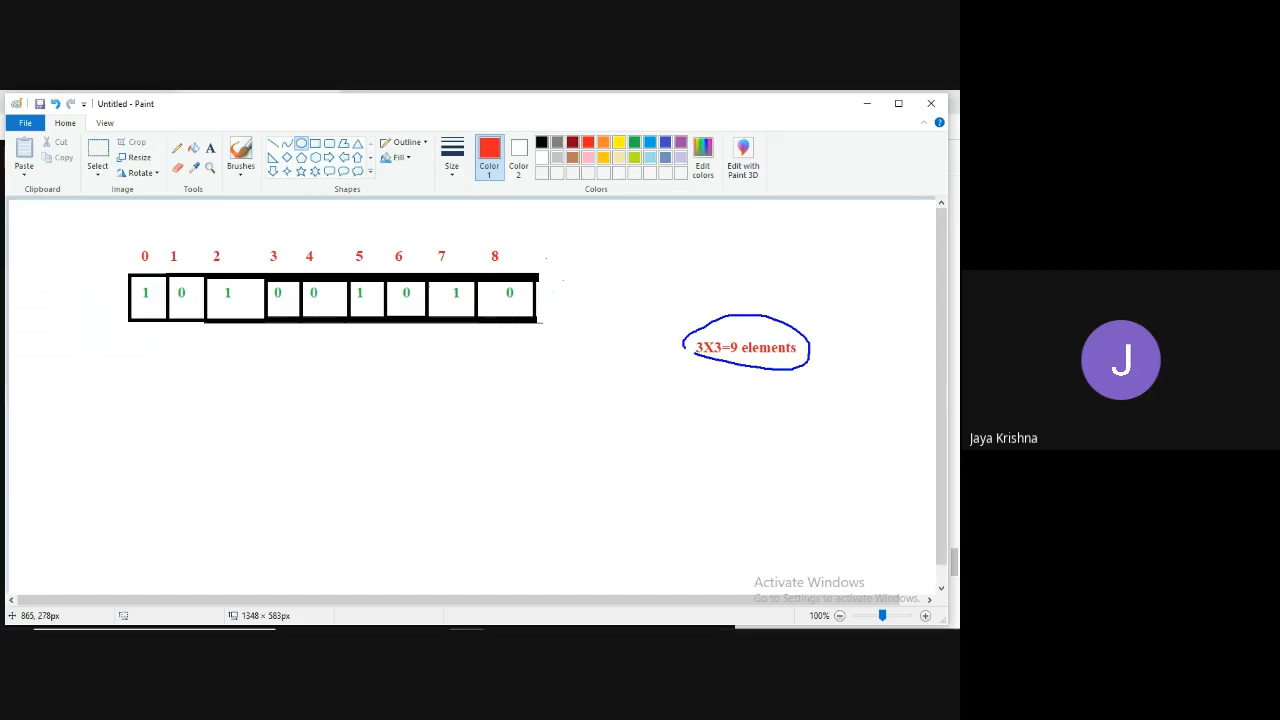 Untitled - Paint
File Home View
Cut
Copy
Paste
Clipboard
Crop
Resize
Rotate
Select
Image
Tools
Brushes
Outline
Fill
Shapes
Size
Color 1
Color 2
Edit colors
Edit with Paint 3D
Colors
0 1 2 3 4 5 6 7 8
1 0 1 0 0 1 0 1 0
3X3=9 elements
J
Jaya Krishna
Activate Windows
Go to Settings to activate Windows.
865, 278px
1348 × 583px
100%